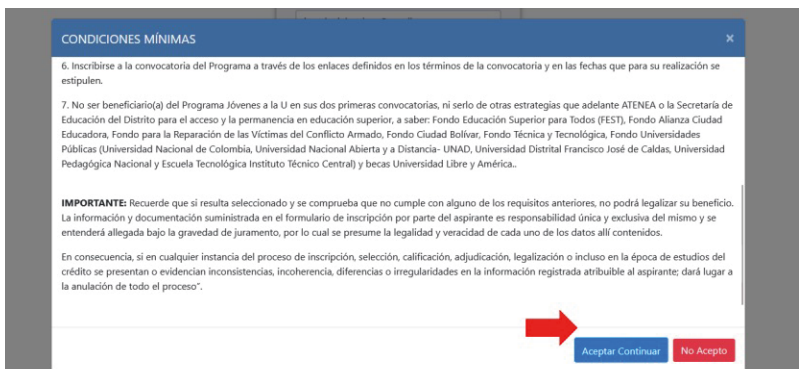 CONDICIONES MÍNIMAS
×
6. Inscribirse a la convocatoria del Programa a través de los enlaces definidos en los términos de la convocatoria y en las fechas que para su realización se
estipulen.
7. No ser beneficiario(a) del Programa Jóvenes a la U en sus dos primeras convocatorias, ni serlo de otras estrategias que adelante ATENEA o la Secretaría de
Educación del Distrito para el acceso y la permanencia en educación superior, a saber: Fondo Educación Superior para Todos (FEST), Fondo Alianza Ciudad
Educadora, Fondo para la Reparación de las Víctimas del Conflicto Armado, Fondo Ciudad Bolívar, Fondo Técnica y Tecnológica, Fondo Universidades
Públicas (Universidad Nacional de Colombia, Universidad Nacional Abierta y a Distancia- UNAD, Universidad Distrital Francisco José de Caldas, Universidad
Pedagógica Nacional y Escuela Tecnológica Instituto Técnico Central) y becas Universidad Libre y América..
IMPORTANTE: Recuerde que si resulta seleccionado y se comprueba que no cumple con alguno de los requisitos anteriores, no podrá legalizar su beneficio.
La información y documentación suministrada en el formulario de inscripción por parte del aspirante es responsabilidad única y exclusiva del mismo y se
entenderá allegada bajo la gravedad de juramento, por lo cual se presume la legalidad y veracidad de cada uno de los datos allí contenidos.
En consecuencia, si en cualquier instancia del proceso de inscripción, selección, calificación, adjudicación, legalización o incluso en la época de estudios del
crédito se presentan o evidencian inconsistencias, incoherencia, diferencias o irregularidades en la información registrada atribuible al aspirante; dará lugar a
la anulación de todo el proceso".
Aceptar Continuar
No Acepto